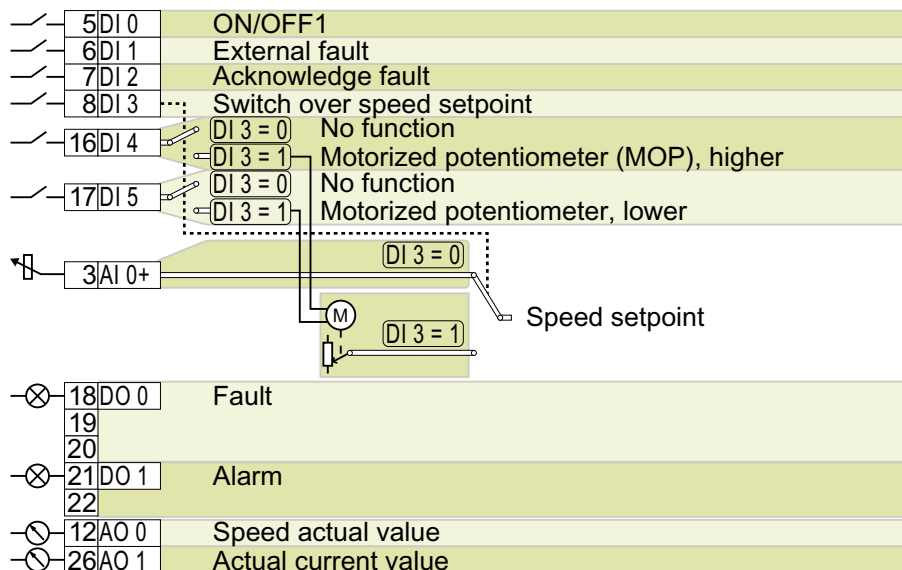 5 DI 0 ON/OFF1
6 DI 1 External fault
7 DI 2 Acknowledge fault
8 DI 3 Switch over speed setpoint
16 DI 4 DI 3 = 0 No function
DI 3 = 1 Motorized potentiometer (MOP), higher
17 DI 5 DI 3 = 0 No function
DI 3 = 1 Motorized potentiometer, lower
DI 3 = 0
3 AI 0+
M
Speed setpoint
DI 3 = 1
18 DO 0 Fault
19
20
21 DO 1 Alarm
22
12 AO 0 Speed actual value
26 AO 1 Actual current value